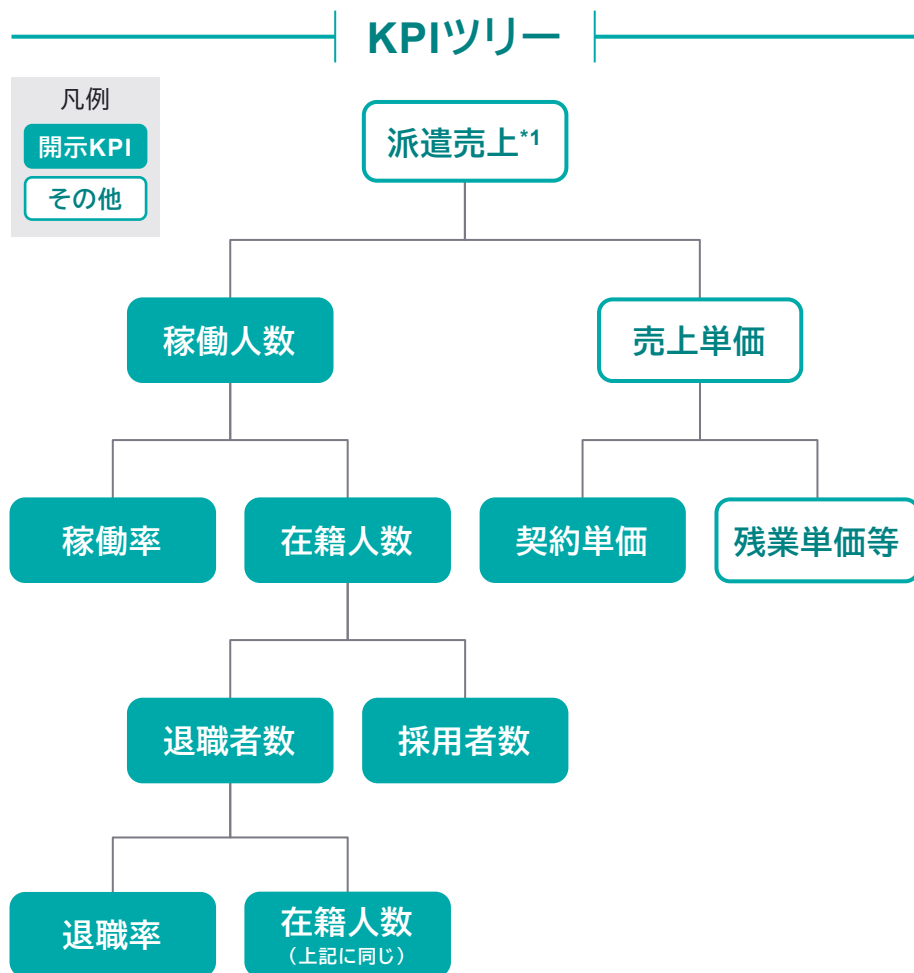 KPIツリー
凡例
開示KPI
その他
派遣売上*1
稼働人数
売上単価
稼働率
在籍人数
契約単価
残業単価等
退職者数
採用者数
退職率
在籍人数
（上記に同じ）